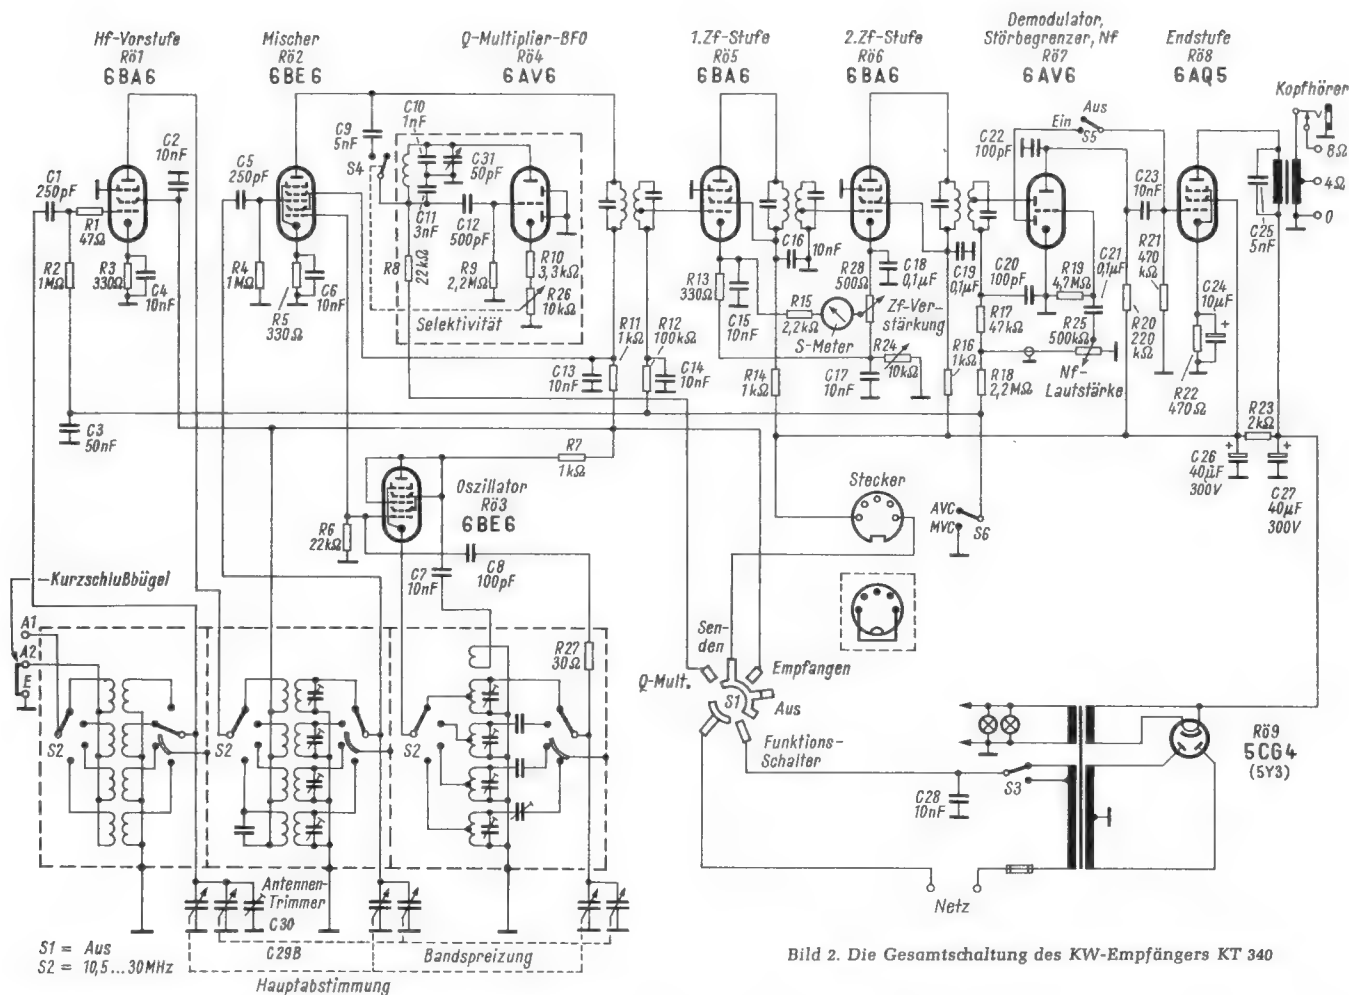 Hf-Vorstufe
Rö1
6BA6
Mischer
Rö2
6BE6
Q-Multiplier-BFO
Rö4
6AV6
1.Zf-Stufe
Rö5
6BA6
2.Zf-Stufe
Rö6
6BA6
Demodulator,
Störbegrenzer, Nf
Rö7
6AV6
Endstufe
Rö8
6AQ5
Kopfhörer
8Ω
4Ω
0
C1
250pF
C2
10nF
R1
47Ω
R2
1MΩ
R3
330Ω
C4
10nF
C3
50nF
C5
250pF
R4
1MΩ
R5
330Ω
C6
10nF
C9
5nF
S4
C10
1nF
C31
50pF
C11
3nF
C12
500pF
R8
22kΩ
R9
2,2MΩ
R10
3,3kΩ
R26
10kΩ
Selektivität
R11
1kΩ
R12
100kΩ
C13
10nF
C14
10nF
R13
330Ω
C15
10nF
C16
10nF
R15
2,2kΩ
S-Meter
R14
1kΩ
R28
500Ω
C18
0,1µF
Zf-Ver-
stärkung
R24
10kΩ
C17
10nF
C19
0,1µF
R17
47kΩ
R16
1kΩ
R18
2,2MΩ
C20
100pF
R19
4,7MΩ
C21
0,1µF
R25
500kΩ
Nf-
Lautstärke
Aus
Ein
S5
C22
100pF
C23
10nF
R21
470
kΩ
R20
220
kΩ
C24
10µF
+
R22
470Ω
C25
5nF
R23
2kΩ
+
C26
40µF
300V
+
C27
40µF
300V
R7
1kΩ
Oszillator
Rö3
6BE6
R6
22kΩ
C7
10nF
C8
100pF
R27
30Ω
Stecker
AVC
MVC
S6
Kurzschlußbügel
A1
A2
E
S2
S2
S2
Sen-
den
Empfangen
Q-Mult.
S1
Aus
Funktions-
Schalter
C28
10nF
S3
Rö9
5CG4
(5Y3)
Netz
Antennen-
Trimmer
C30
C29B
Bandspreizung
Hauptabstimmung
S1 = Aus
S2 = 10,5...30MHz
Bild 2. Die Gesamtschaltung des KW-Empfängers KT 340